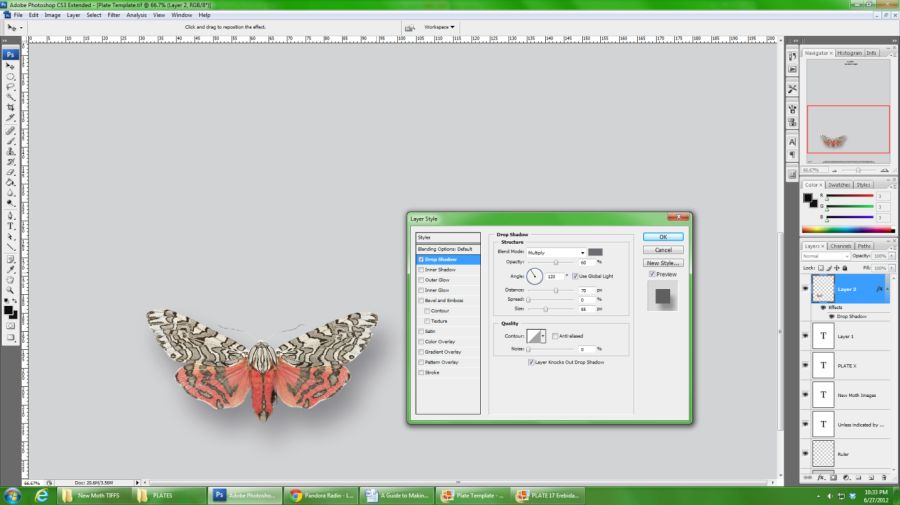 Adobe Photoshop CS3 Extended - [Plate Template.tif @ 66.7% (Layer 2, RGB/8*)]
File Edit Image Layer Select Filter Analysis View Window Help
Click and drag to reposition the effect.
Workspace
Navigator Histogram Info
66.67%
Color Swatches Styles
R
G
B
Layers Channels Paths
Normal Opacity: 100%
Lock: Fill: 100%
Layer 2
Effects
Drop Shadow
T Layer 1
T PLATE X
T New Moth Images
T Unless indicated by ...
Ruler
Layer Style
Styles
Blending Options: Default
Drop Shadow
Inner Shadow
Outer Glow
Inner Glow
Bevel and Emboss
Contour
Texture
Satin
Color Overlay
Gradient Overlay
Pattern Overlay
Stroke
Drop Shadow
Structure
Blend Mode: Multiply
Opacity: 60 %
Angle: 120 °
Use Global Light
Distance: 70 px
Spread: 0 %
Size: px
Quality
Contour: Anti-aliased
Noise: 0 %
Layer Knocks Out Drop Shadow
OK
Cancel
New Style...
Preview
66.67% Doc: 20.6M/3.56M
New Moth TIFFS
PLATES
Ps Adobe Photosho...
Pandora Radio - L...
A Guide to Making...
Plate Template - ...
PLATE 17 Erebida...
10:33 PM
6/27/2012